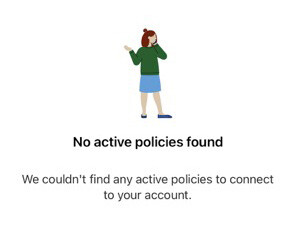 No active policies found
We couldn't find any active policies to connect
to your account.